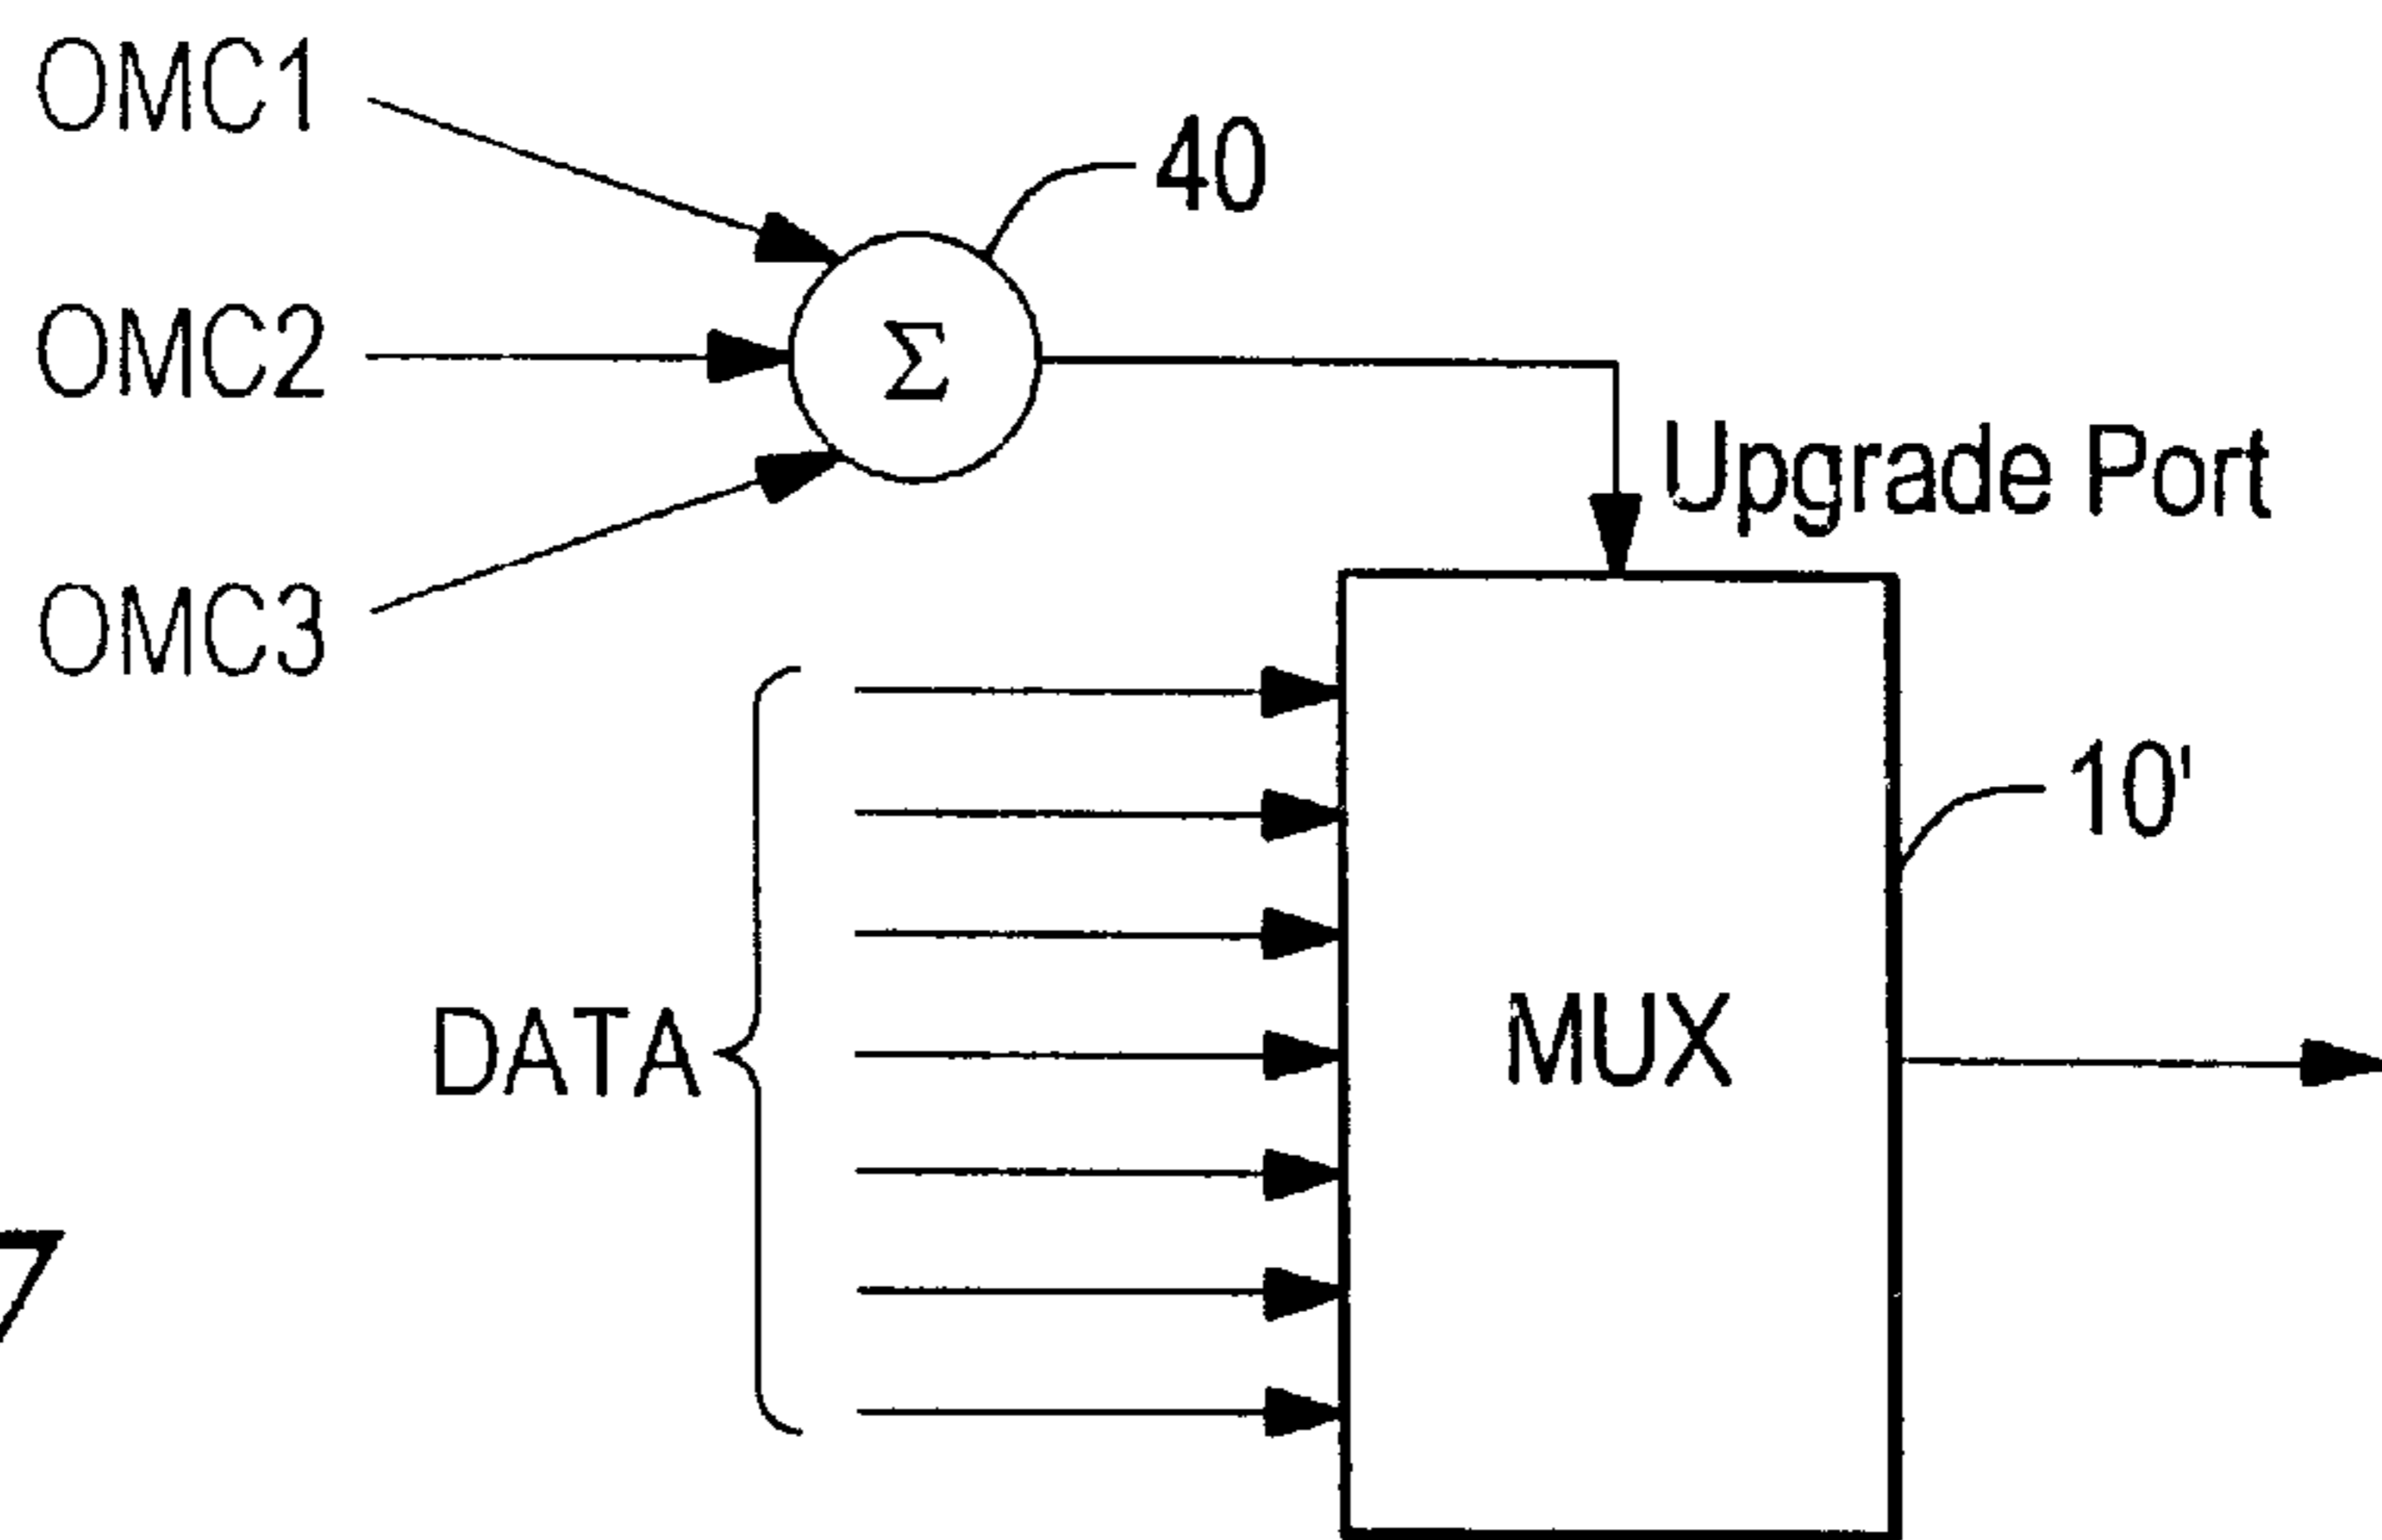 OMC1
40
OMC2
Σ
Upgrade Port
OMC3
10'
DATA
MUX
7